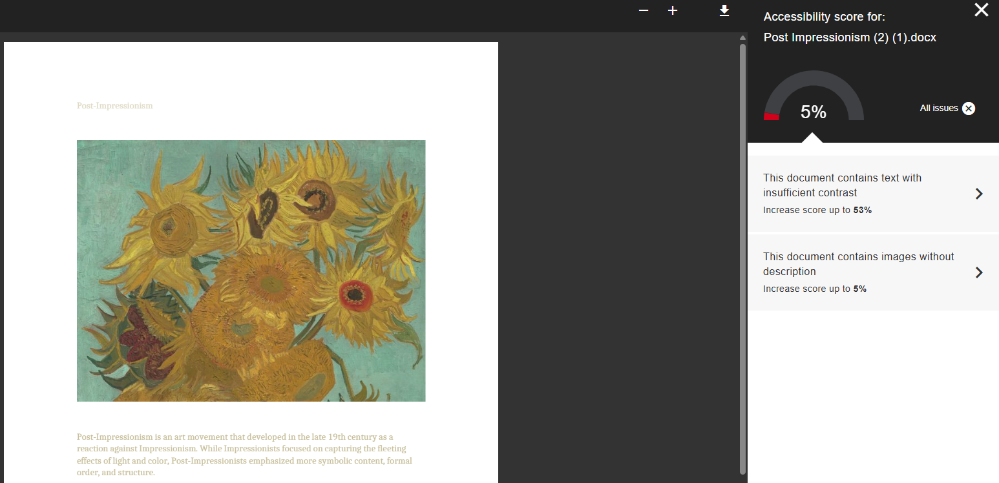 Accessibility score for:
Post Impressionism (2) (1).docx
5%
All issues
Post-Impressionism
Post-Impressionism is an art movement that developed in the late 19th century as a
reaction against Impressionism. While Impressionists focused on capturing the fleeting
effects of light and color, Post-Impressionists emphasized more symbolic content, formal
order, and structure.
This document contains text with
insufficient contrast
Increase score up to 53%
This document contains images without
description
Increase score up to 5%